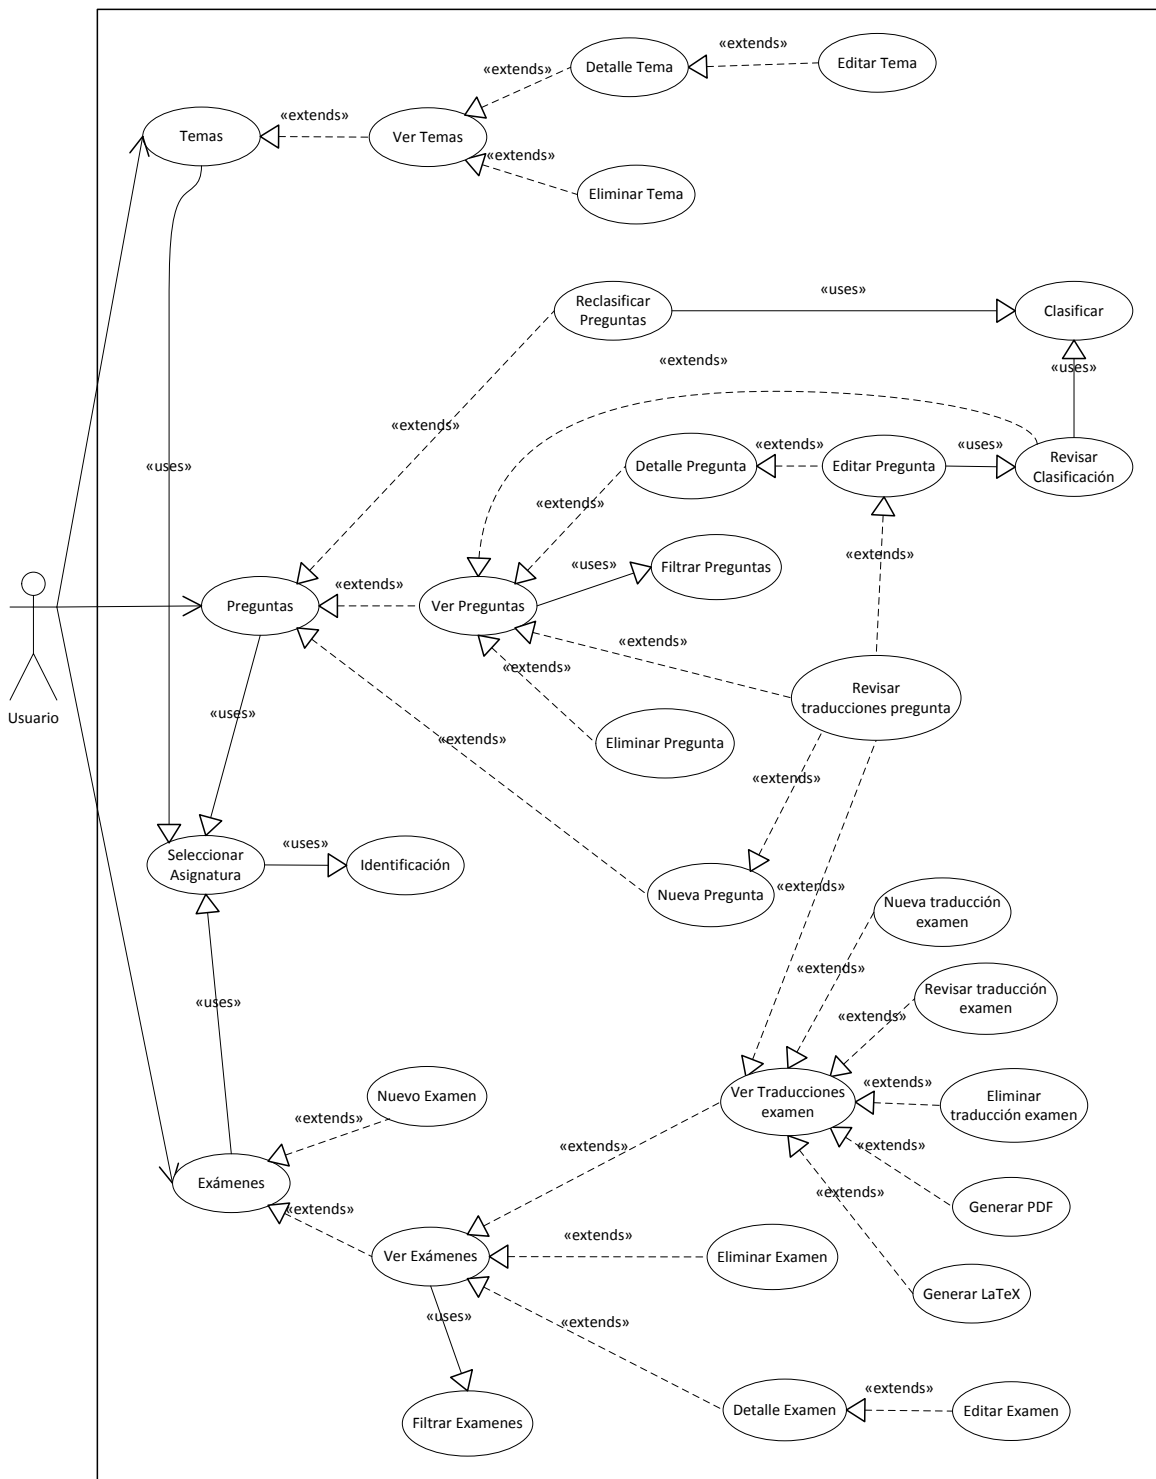 «extends»
«extends»
Detalle Tema
Editar Tema
«extends»
Temas
Ver Temas
«extends»
Eliminar Tema
Reclasificar
Preguntas
«uses»
Clasificar
«extends»
«uses»
«extends»
«extends»
«uses»
«uses»
Detalle Pregunta
Editar Pregunta
Revisar
Clasificación
«extends»
«extends»
«uses»
Filtrar Preguntas
«extends»
Preguntas
Ver Preguntas
«extends»
«extends»
Revisar
traducciones pregunta
Usuario
«uses»
«extends»
Eliminar Pregunta
«extends»
«uses»
Seleccionar
Asignatura
Identificación
Nueva Pregunta
«extends»
Nueva traducción
examen
«extends»
Revisar traducción
examen
«uses»
«extends»
Nuevo Examen
Ver Traducciones
examen
«extends»
Eliminar
traducción examen
«extends»
«extends»
«extends»
Exámenes
«extends»
Generar PDF
«extends»
«extends»
Ver Exámenes
Eliminar Examen
Generar LaTeX
«uses»
«extends»
«extends»
Filtrar Examenes
Detalle Examen
Editar Examen